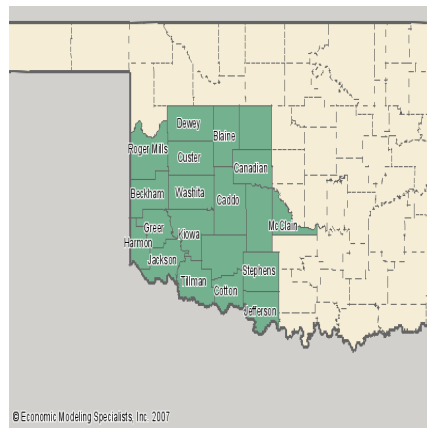 Dewey
Blaine
Roger Mills
Custer
Canadian
Beckham
Washita
Caddo
Greer
Kiowa
McClain
Harmon
Jackson
Stephens
Tillman
Cotton
Jefferson
© Economic Modeling Specialists, Inc. 2007